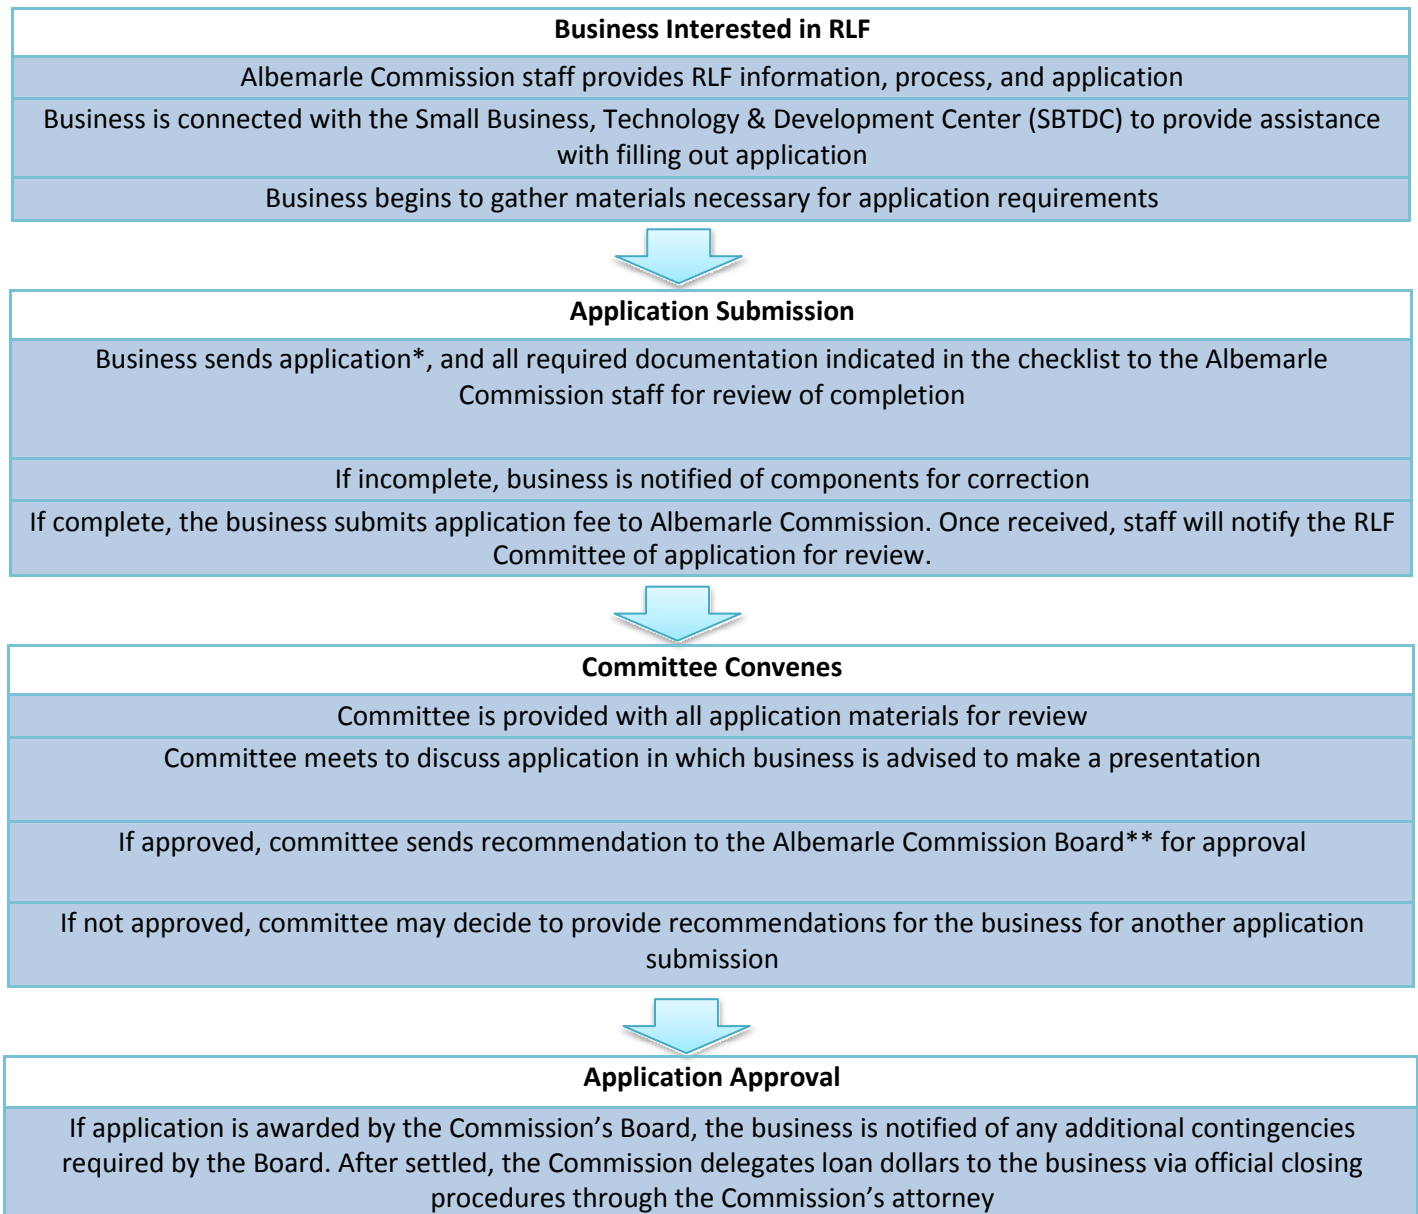 Business Interested in RLF
Albemarle Commission staff provides RLF information, process, and application
Business is connected with the Small Business, Technology & Development Center (SBTDC) to provide assistance
with filling out application
Business begins to gather materials necessary for application requirements
Application Submission
Business sends application*, and all required documentation indicated in the checklist to the Albemarle
Commission staff for review of completion
If incomplete, business is notified of components for correction
If complete, the business submits application fee to Albemarle Commission. Once received, staff will notify the RLF
Committee of application for review.
Committee Convenes
Committee is provided with all application materials for review
Committee meets to discuss application in which business is advised to make a presentation
If approved, committee sends recommendation to the Albemarle Commission Board** for approval
If not approved, committee may decide to provide recommendations for the business for another application
submission
Application Approval
If application is awarded by the Commission’s Board, the business is notified of any additional contingencies
required by the Board. After settled, the Commission delegates loan dollars to the business via official closing
procedures through the Commission’s attorney